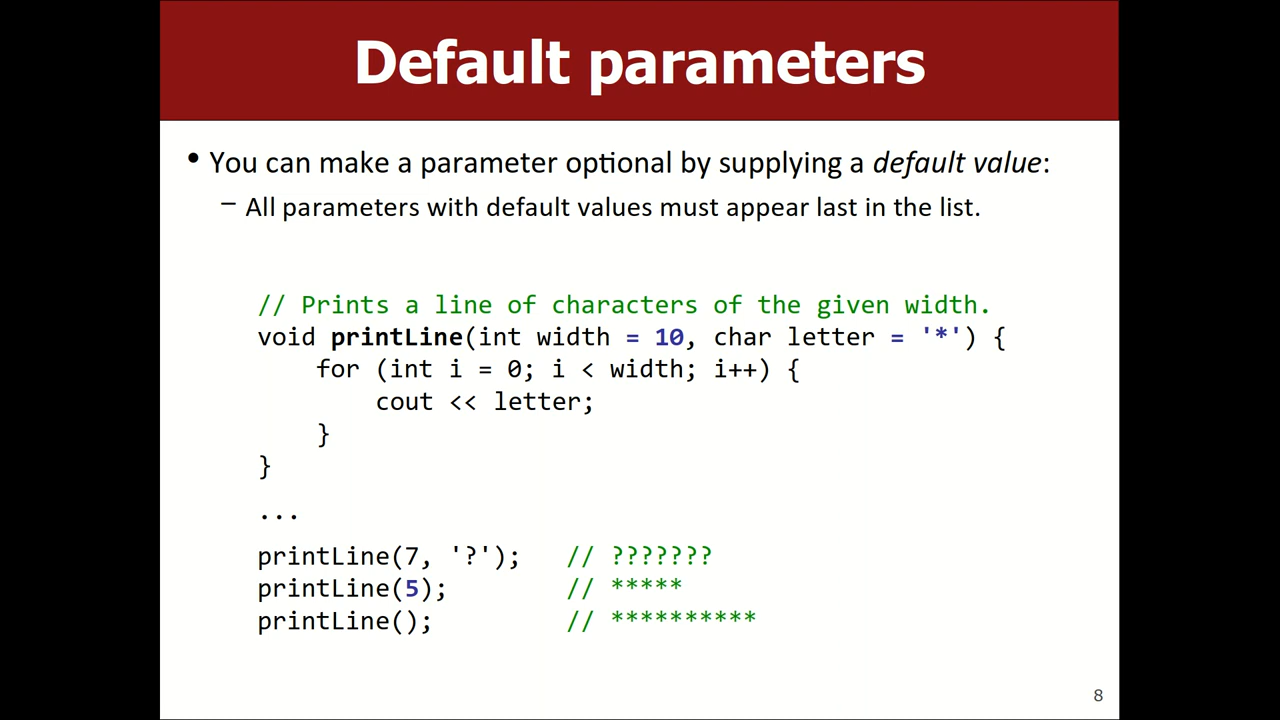 Default parameters
• You can make a parameter optional by supplying a default value:
– All parameters with default values must appear last in the list.
// Prints a line of characters of the given width.
void printLine(int width = 10, char letter = '*') {
    for (int i = 0; i < width; i++) {
        cout << letter;
    }
}
...
printLine(7, '?');   // ???????
printLine(5);        // *****
printLine();         // **********
8